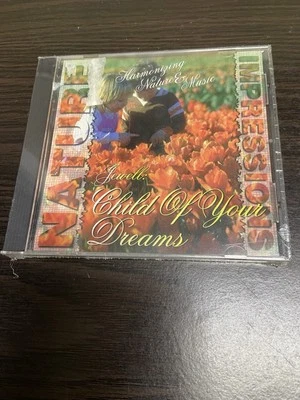 Harmonizing
Nature & Music
NATURE
IMPRESSIONS
Jewell:
Child Of Your
Dreams